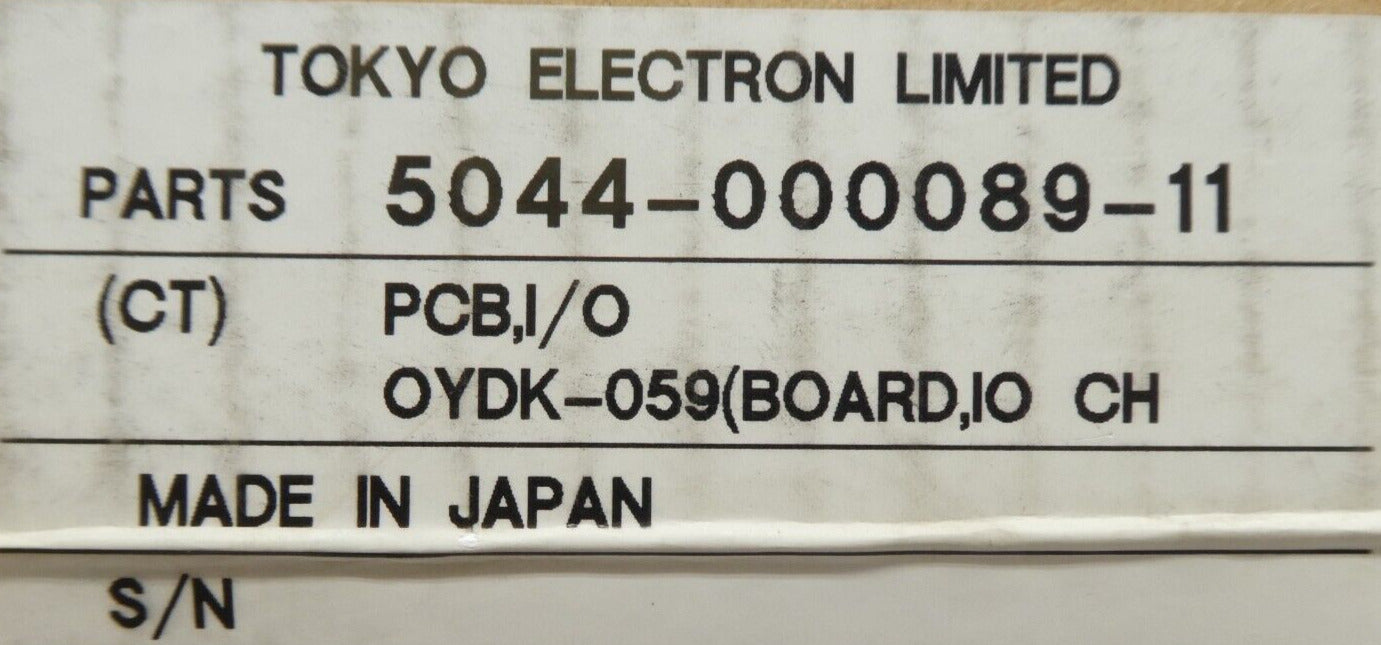 TOKYO ELECTRON LIMITED
PARTS 5044-000089-11
(CT) PCB,I/O
OYDK-059(BOARD,IO CH
MADE IN JAPAN
S/N